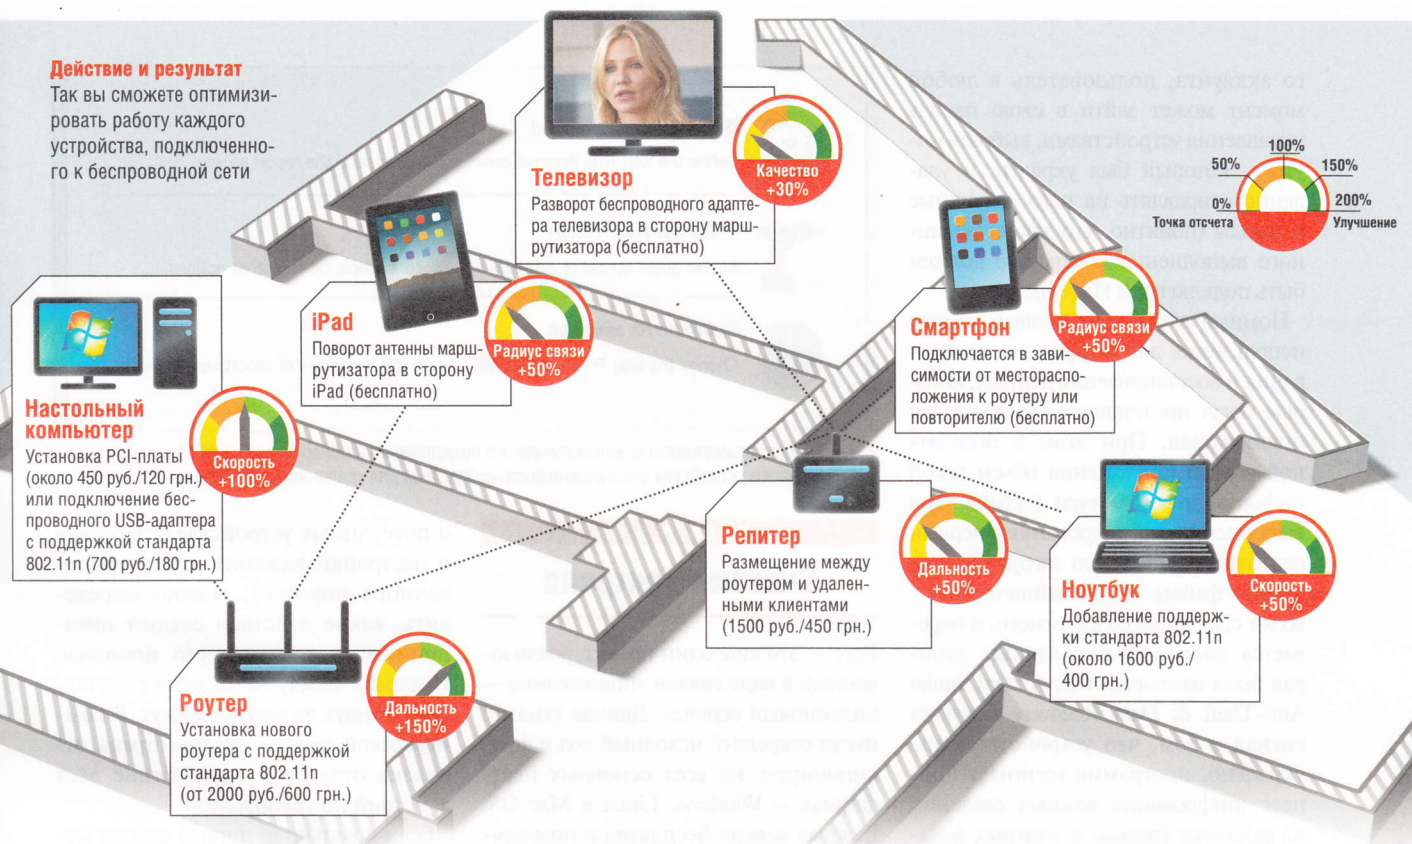 Действие и результат
Так вы сможете оптимизи-
ровать работу каждого
устройства, подключенно-
го к беспроводной сети
Телевизор
Разворот беспроводного адапте-
ра телевизора в сторону марш-
рутизатора (бесплатно)
Качество
+30%
0%
50%
100%
150%
200%
Точка отсчета
Улучшение
iPad
Поворот антенны марш-
рутизатора в сторону
iPad (бесплатно)
Радиус связи
+50%
Смартфон
Подключается в зави-
симости от местораспо-
ложения к роутеру или
повторителю (бесплатно)
Радиус связи
+50%
Настольный
компьютер
Установка PCI-платы
(около 450 руб./120 грн.)
или подключение бес-
проводного USB-адаптера
с поддержкой стандарта
802.11n (700 руб./180 грн.)
Скорость
+100%
Репитер
Размещение между
роутером и удален-
ными клиентами
(1500 руб./450 грн.)
Дальность
+50%
Ноутбук
Добавление поддерж-
ки стандарта 802.11n
(около 1600 руб./
400 грн.)
Скорость
+50%
Роутер
Установка нового
роутера с поддержкой
стандарта 802.11n
(от 2000 руб./600 грн.)
Дальность
+150%